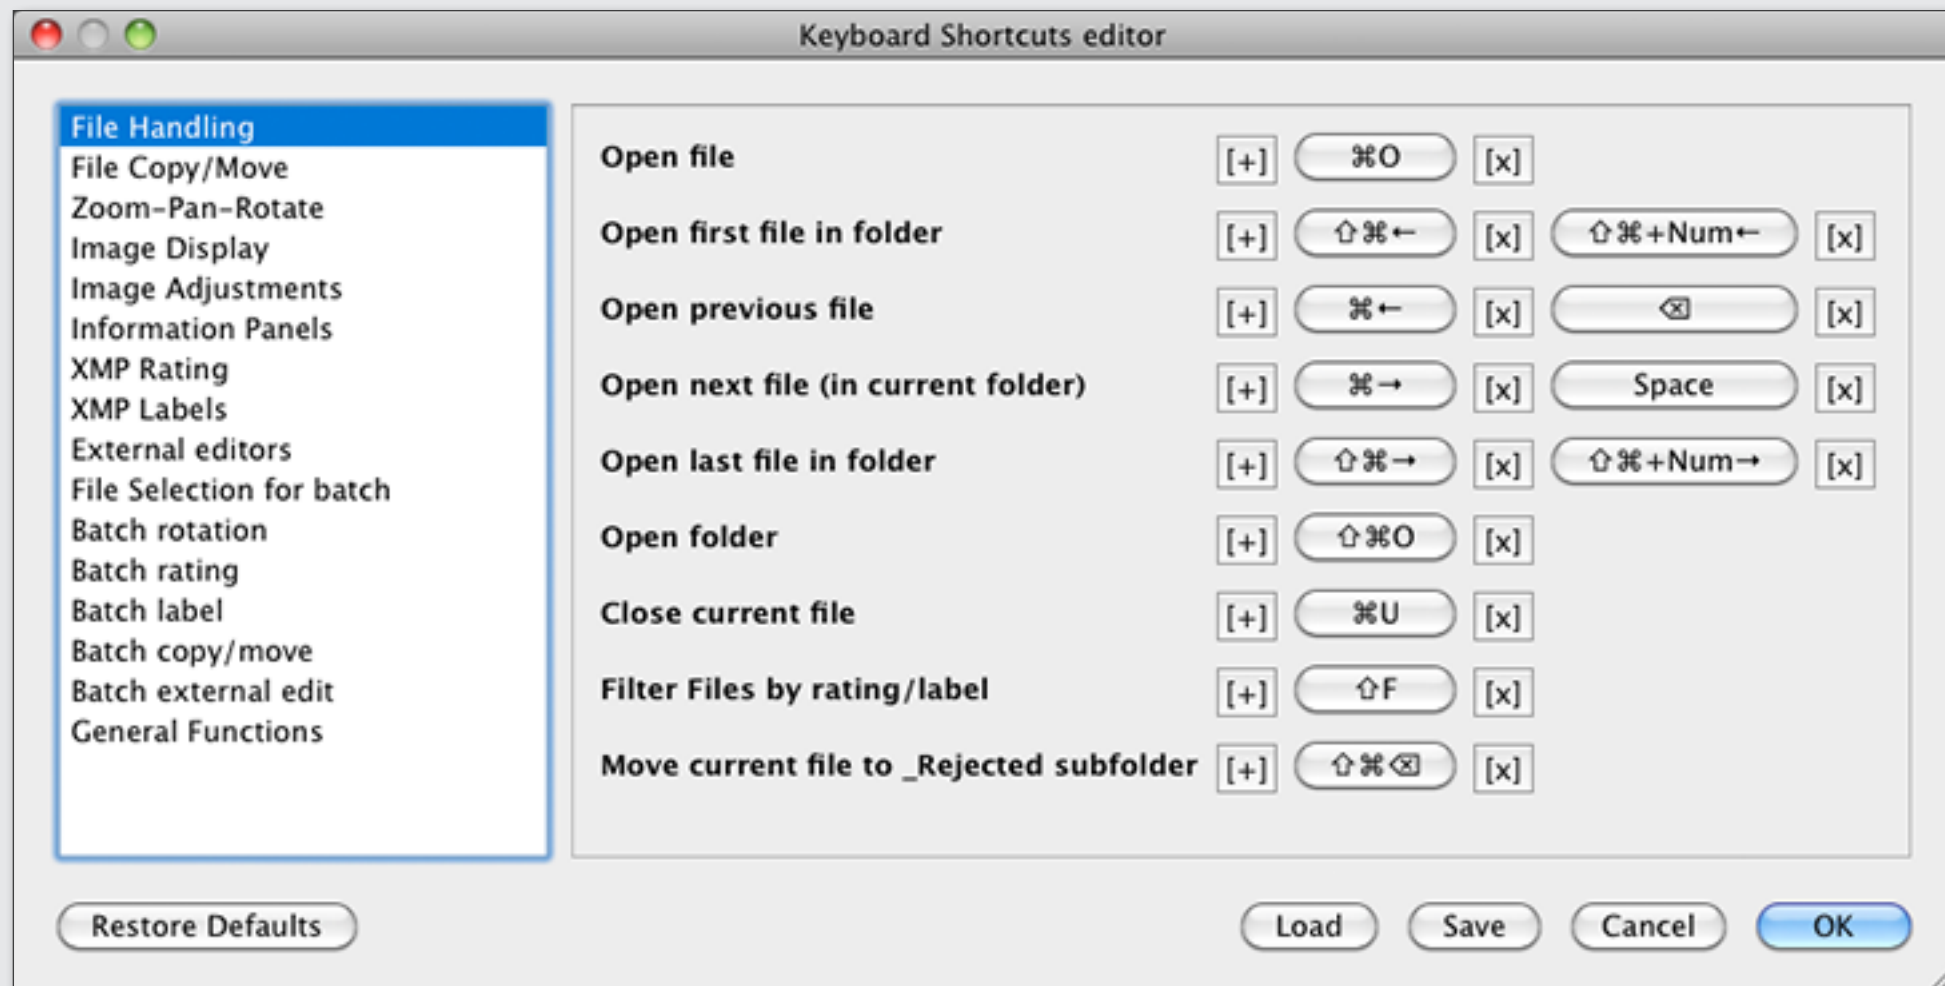 Keyboard Shortcuts editor
File Handling
File Copy/Move
Zoom-Pan-Rotate
Image Display
Image Adjustments
Information Panels
XMP Rating
XMP Labels
External editors
File Selection for batch
Batch rotation
Batch rating
Batch label
Batch copy/move
Batch external edit
General Functions
Open file [+] ⌘O [x]
Open first file in folder [+] ⇧⌘← [x] ⇧⌘+Num← [x]
Open previous file [+] ⌘← [x] ⌫ [x]
Open next file (in current folder) [+] ⌘→ [x] Space [x]
Open last file in folder [+] ⇧⌘→ [x] ⇧⌘+Num→ [x]
Open folder [+] ⇧⌘O [x]
Close current file [+] ⌘U [x]
Filter Files by rating/label [+] ⇧F [x]
Move current file to _Rejected subfolder [+] ⇧⌘⌫ [x]
Restore Defaults Load Save Cancel OK